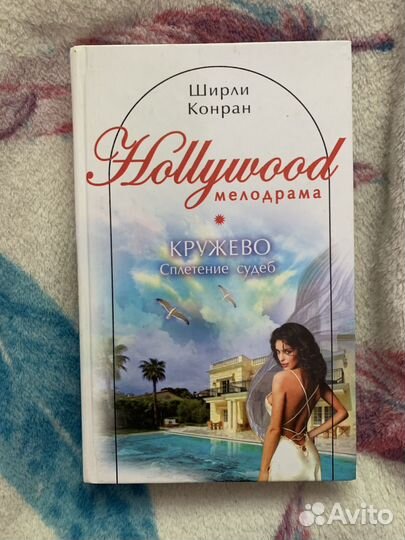 Ширли
Конран
Hollywood
мелодрама
КРУЖЕВО
Сплетение судеб
Avito